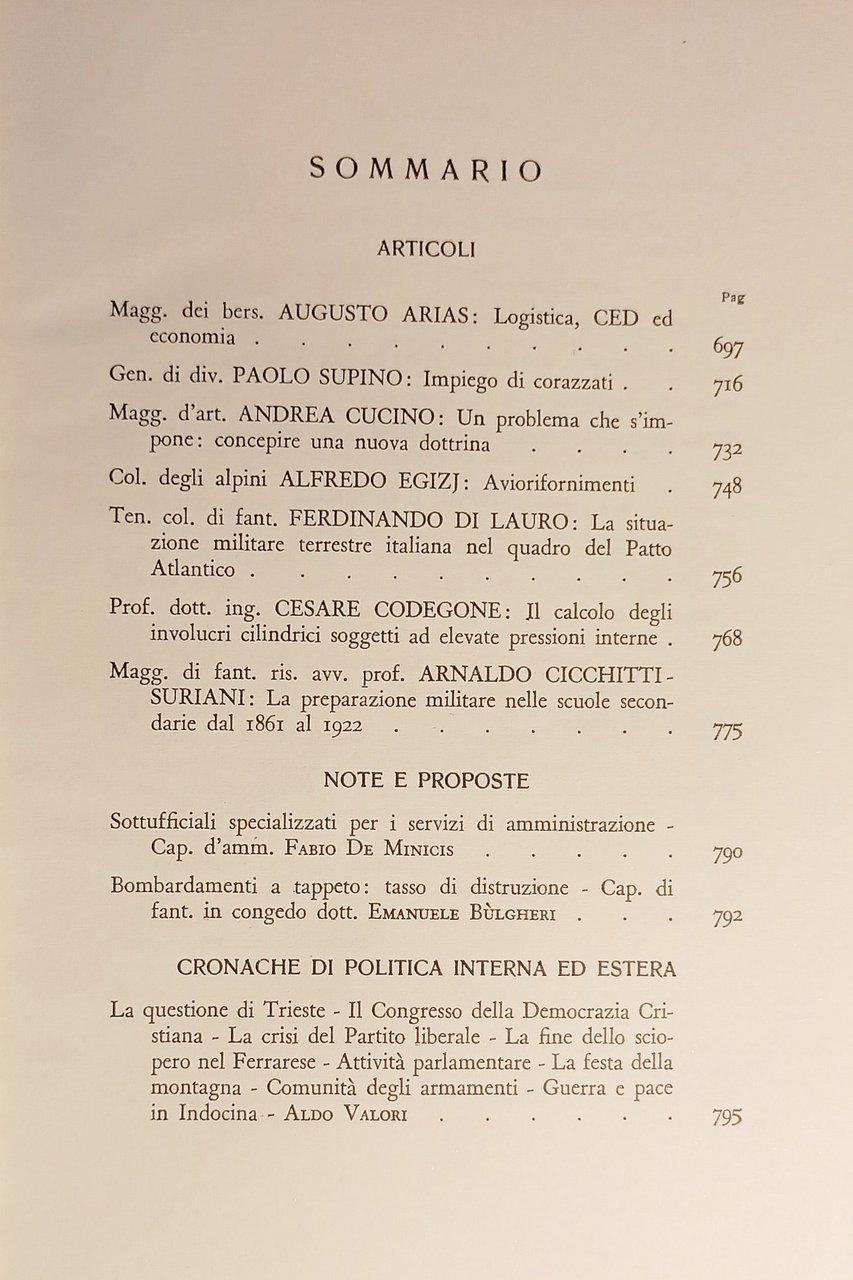 SOMMARIO
ARTICOLI
Pag
Magg. dei bers. AUGUSTO ARIAS: Logistica, CED ed
economia . . . . . . . . . . 697
Gen. di div. PAOLO SUPINO: Impiego di corazzati . . 716
Magg. d'art. ANDREA CUCINO: Un problema che s'im-
pone: concepire una nuova dottrina . . . . 732
Col. degli alpini ALFREDO EGIZJ: Aviorifornimenti . 748
Ten. col. di fant. FERDINANDO DI LAURO: La situa-
zione militare terrestre italiana nel quadro del Patto
Atlantico . . . . . . . . . . 756
Prof. dott. ing. CESARE CODEGONE: Il calcolo degli
involucri cilindrici soggetti ad elevate pressioni interne . 768
Magg. di fant. ris. avv. prof. ARNALDO CICCHITTI-
SURIANI: La preparazione militare nelle scuole secon-
darie dal 1861 al 1922 . . . . . . . 775
NOTE E PROPOSTE
Sottufficiali specializzati per i servizi di amministrazione -
Cap. d'amm. FABIO DE MINICIS . . . . . 790
Bombardamenti a tappeto: tasso di distruzione - Cap. di
fant. in congedo dott. EMANUELE BÙLGHERI . . . 792
CRONACHE DI POLITICA INTERNA ED ESTERA
La questione di Trieste - Il Congresso della Democrazia Cri-
stiana - La crisi del Partito liberale - La fine dello scio-
pero nel Ferrarese - Attività parlamentare - La festa della
montagna - Comunità degli armamenti - Guerra e pace
in Indocina - ALDO VALORI . . . . . . 795